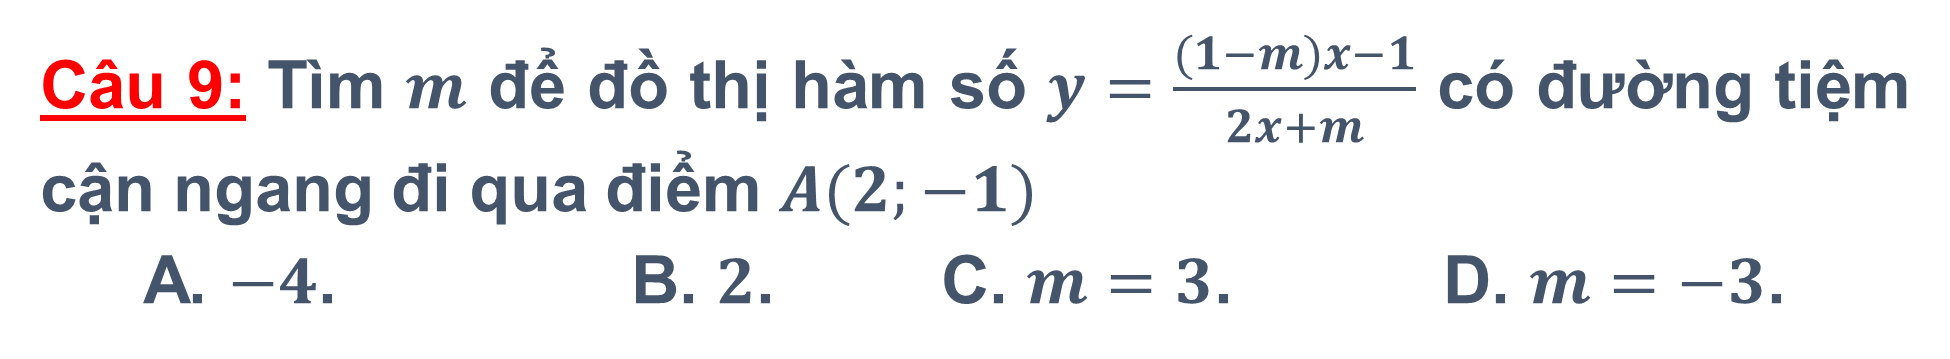 Câu 9: Tìm m để đồ thị hàm số y = \frac{(1−m)x−1}{2x+m} có đường tiệm
cận ngang đi qua điểm A(2; −1)
A. −4. B. 2. C. m = 3. D. m = −3.